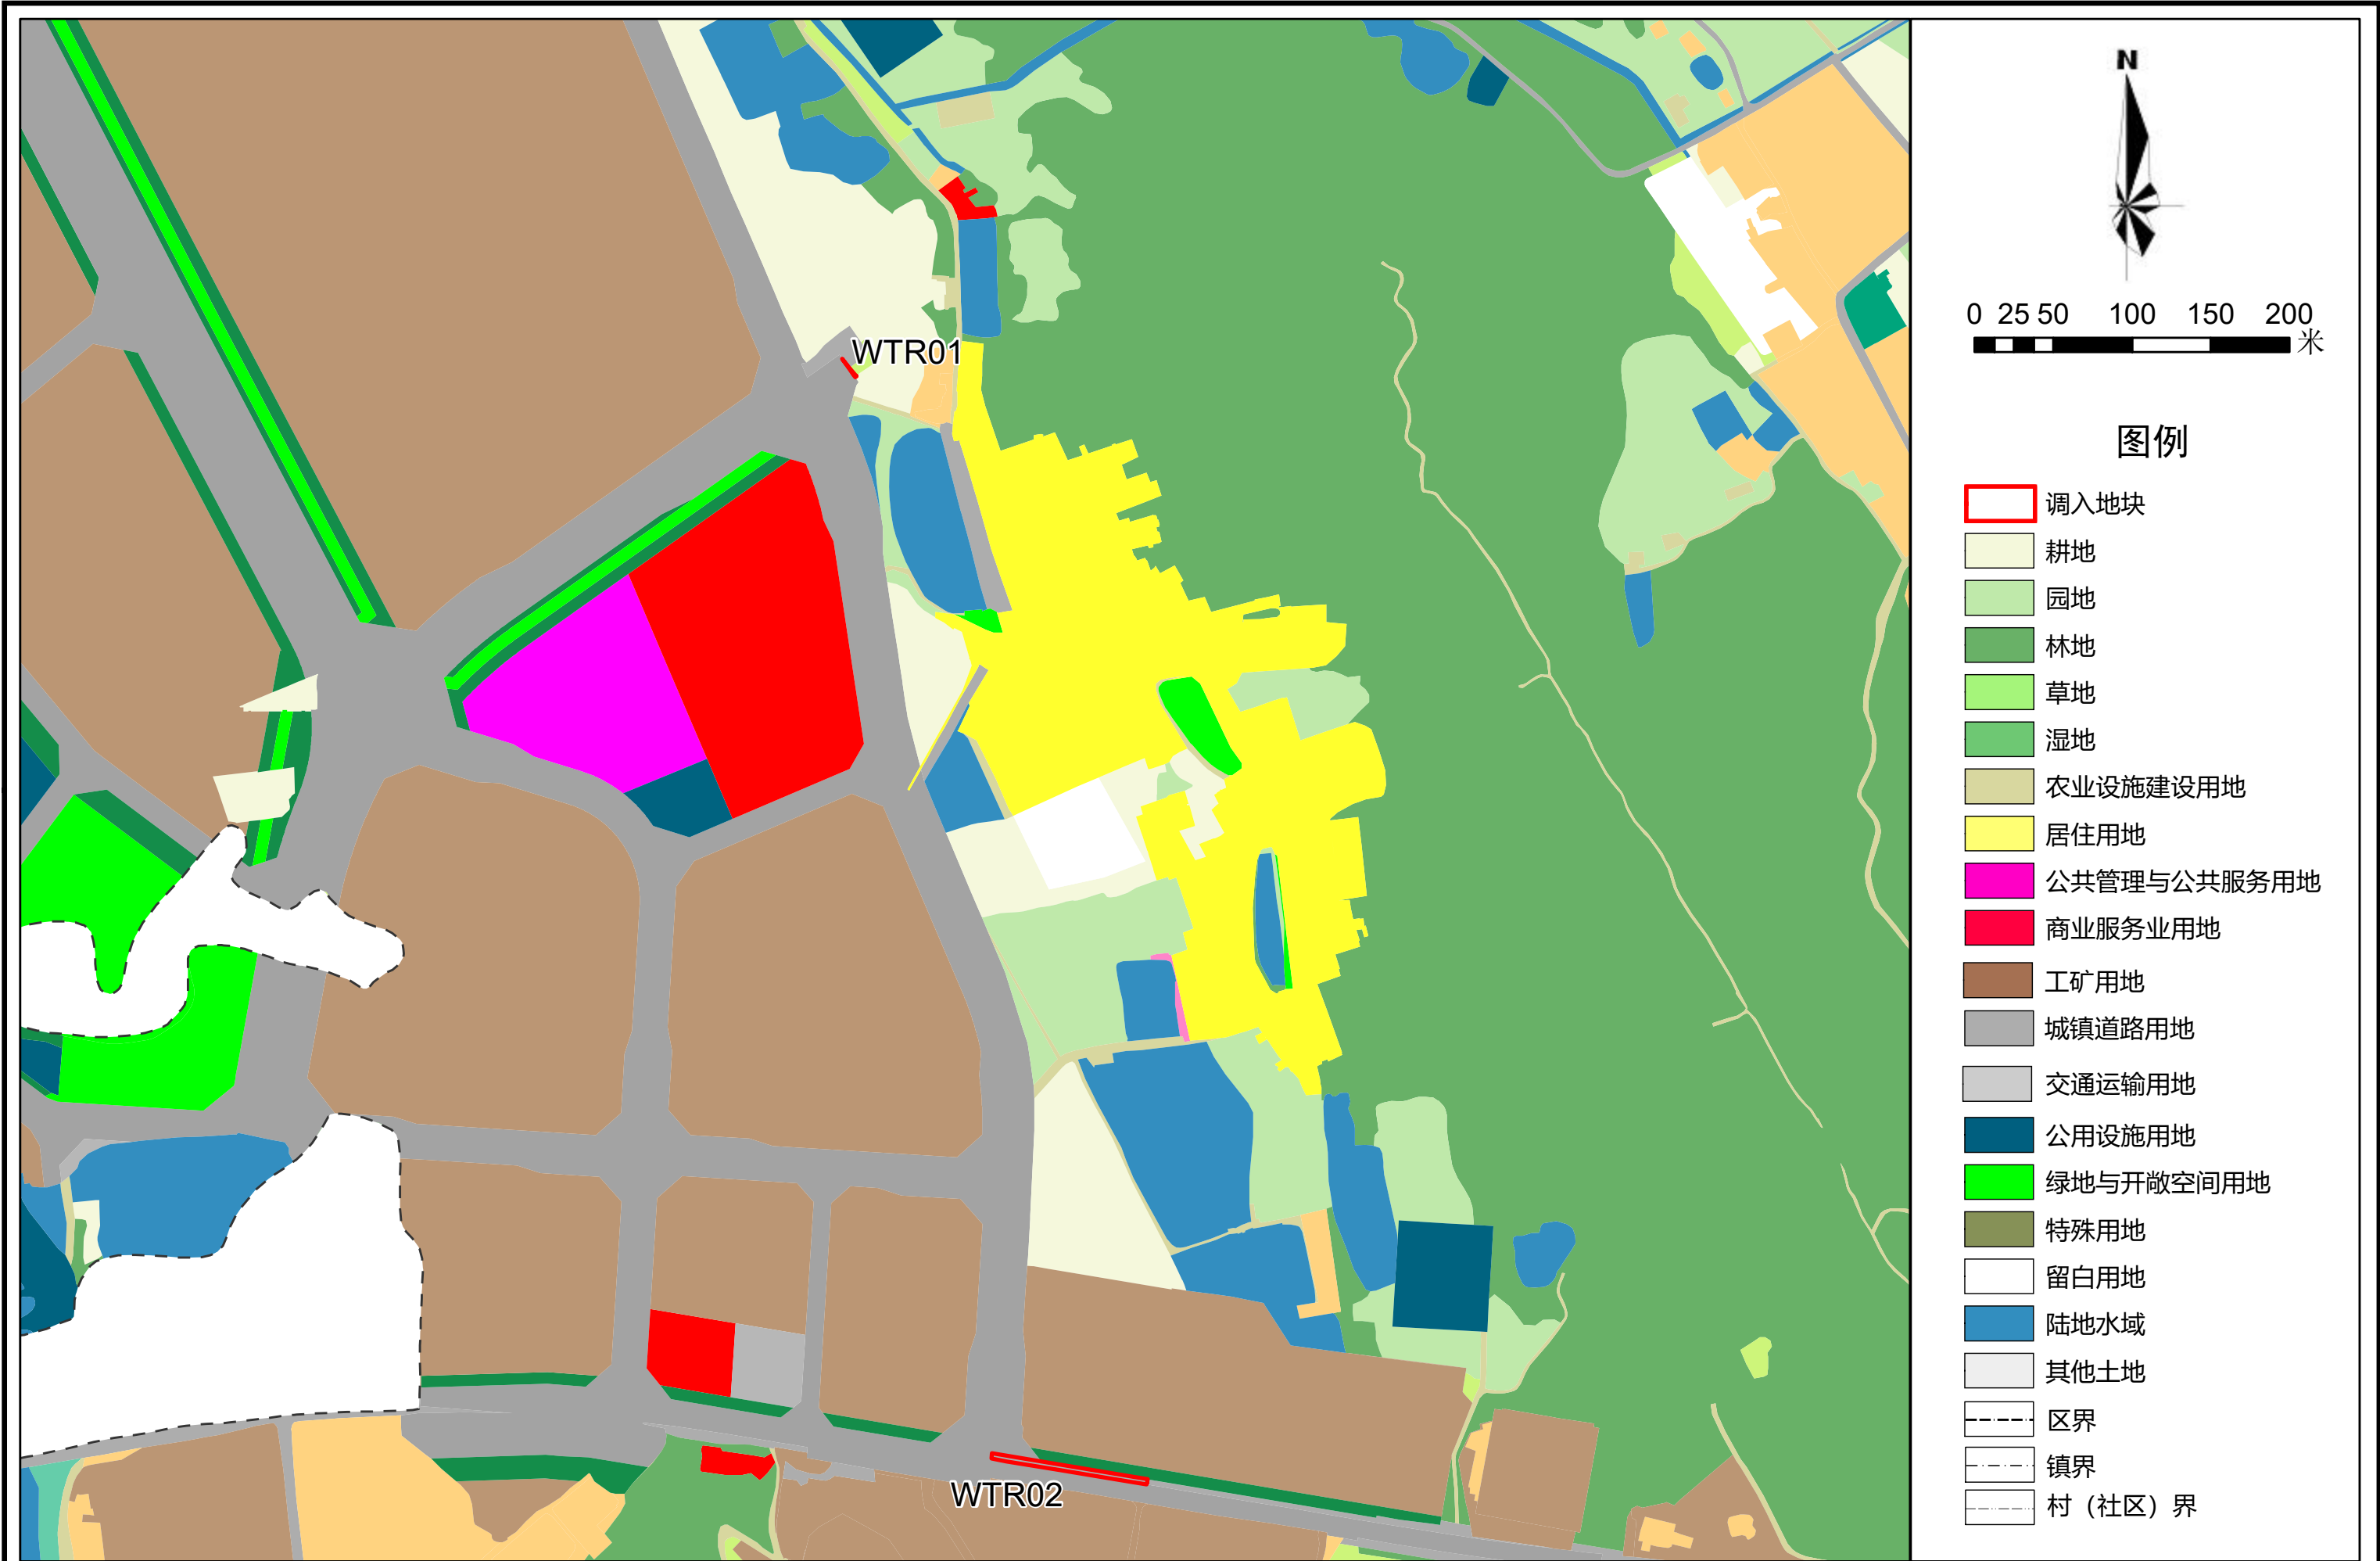 N
0 25 50 100 150 200
米
WTR01
图例
调入地块
耕地
园地
林地
草地
湿地
农业设施建设用地
居住用地
公共管理与公共服务用地
商业服务业用地
工矿用地
城镇道路用地
交通运输用地
公用设施用地
绿地与开敞空间用地
特殊用地
留白用地
陆地水域
其他土地
区界
镇界
WTR02
村（社区）界